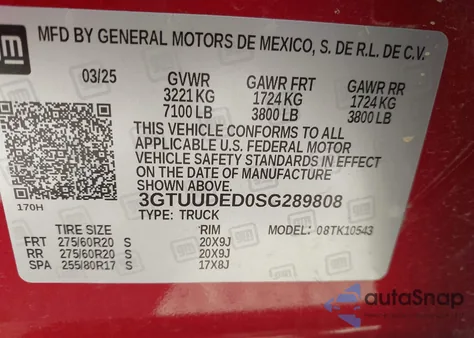 GM
MFD BY GENERAL MOTORS DE MEXICO, S. DE R.L. DE C.V.
03/25 GVWR GAWR FRT GAWR RR
3221 KG 1724 KG 1724 KG
7100 LB 3800 LB 3800 LB
THIS VEHICLE CONFORMS TO ALL
APPLICABLE U.S. FEDERAL MOTOR
VEHICLE SAFETY STANDARDS IN EFFECT
ON THE DATE OF MANUFACTURE
SHOWN ABOVE.
170H
3GTUUDED0SG289808
TYPE: TRUCK MODEL: 08TK10543
TIRE SIZE RIM
FRT 275/60R20 S 20X9J
RR 275/60R20 S 20X9J
SPA 255/80R17 S 17X8J
autoSnap